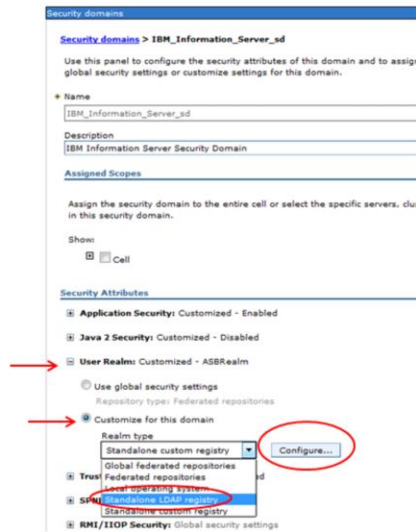 Security domains
Security domains > IBM_Information_Server_sd
Use this panel to configure the security attributes of this domain and to assign
global security settings or customize settings for this domain.
Name
IBM_Information_Server_sd
Description
IBM Information Server Security Domain
Assigned Scopes
Assign the security domain to the entire cell or select the specific servers, clu
in this security domain.
Show:
Cell
Security Attributes
Application Security: Customized - Enabled
Java 2 Security: Customized - Disabled
User Realm: Customized - ASBRealm
Use global security settings
Repository type: Federated repositories
Customize for this domain
Realm type
Standalone custom registry
Configure...
Global federated repositories
Federated repositories
Local operating system
Standalone LDAP registry
Standalone custom registry
RMI/IIOP Security: Global security settings